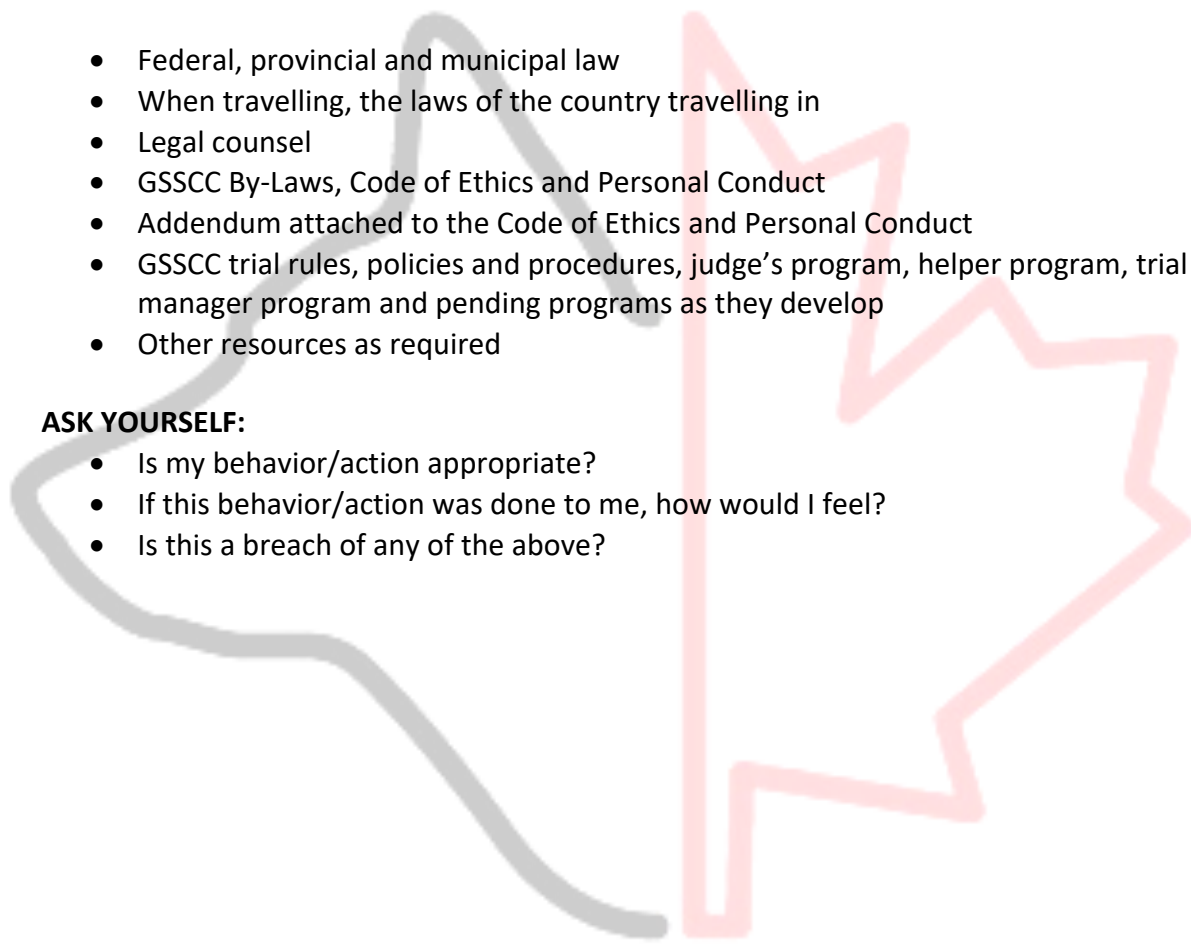 • Federal, provincial and municipal law
• When travelling, the laws of the country travelling in
• Legal counsel
• GSSCC By-Laws, Code of Ethics and Personal Conduct
• Addendum attached to the Code of Ethics and Personal Conduct
• GSSCC trial rules, policies and procedures, judge’s program, helper program, trial
manager program and pending programs as they develop
• Other resources as required
ASK YOURSELF:
• Is my behavior/action appropriate?
• If this behavior/action was done to me, how would I feel?
• Is this a breach of any of the above?